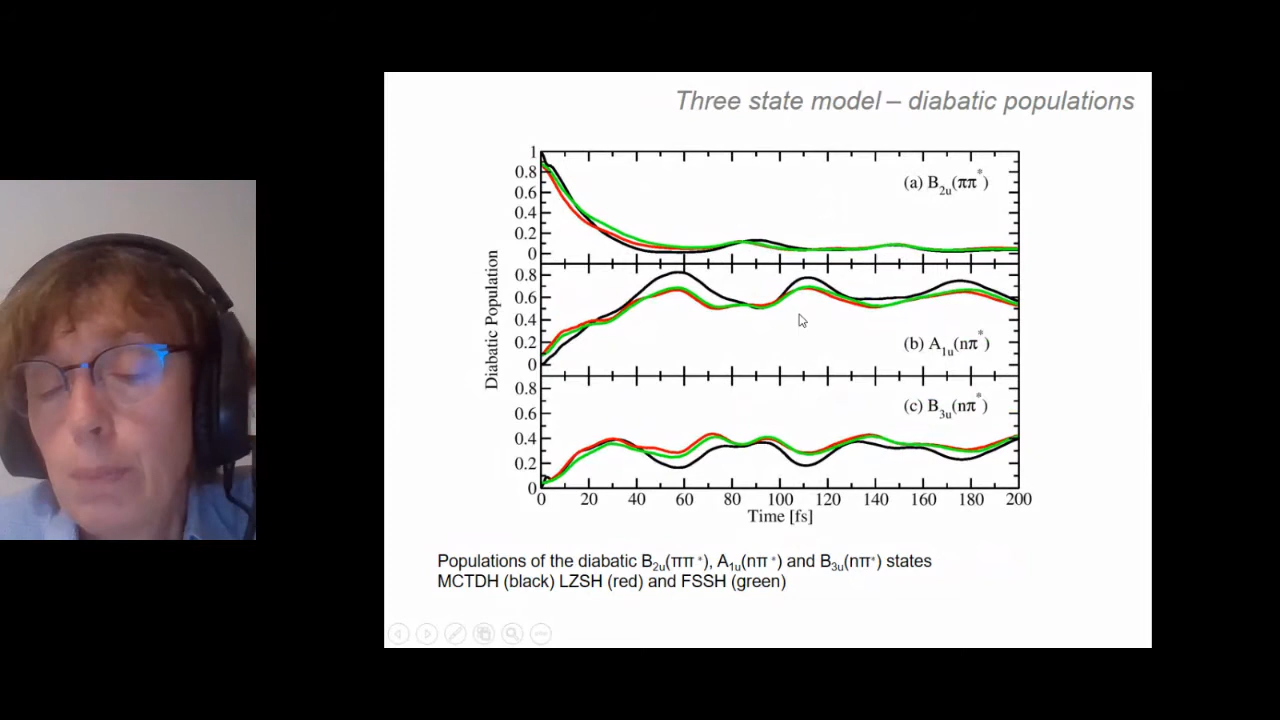 Three state model – diabatic populations
1
0.8
0.6
0.4
0.2
0
(a) B2u(ππ*)
0.8
0.6
0.4
0.2
0
(b) A1u(nπ*)
0.8
0.6
0.4
0.2
0
(c) B3u(nπ*)
Diabatic Population
0 20 40 60 80 100 120 140 160 180 200
Time [fs]
Populations of the diabatic B2u(ππ*), A1u(nπ*) and B3u(nπ*) states
MCTDH (black) LZSH (red) and FSSH (green)